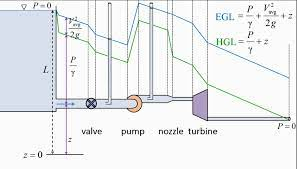 P=0
V²avg
2g
EGL = P/γ + V²avg/2g + z
HGL = P/γ + z
P
γ
L
valve pump nozzle turbine
P=0
z=0
z